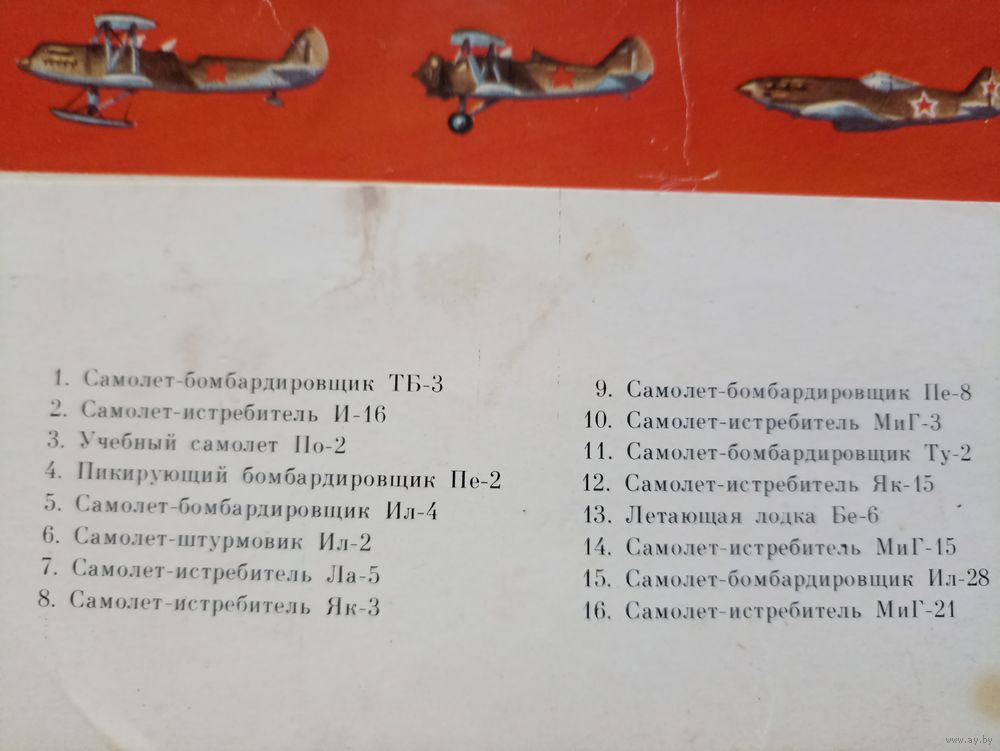 1. Самолет-бомбардировщик ТБ-3
2. Самолет-истребитель И-16
3. Учебный самолет По-2
4. Пикирующий бомбардировщик Пе-2
5. Самолет-бомбардировщик Ил-4
6. Самолет-штурмовик Ил-2
7. Самолет-истребитель Ла-5
8. Самолет-истребитель Як-3
9. Самолет-бомбардировщик Пе-8
10. Самолет-истребитель МиГ-3
11. Самолет-бомбардировщик Ту-2
12. Самолет-истребитель Як-15
13. Летающая лодка Бе-6
14. Самолет-истребитель МиГ-15
15. Самолет-бомбардировщик Ил-28
16. Самолет-истребитель МиГ-21
www.ay.by